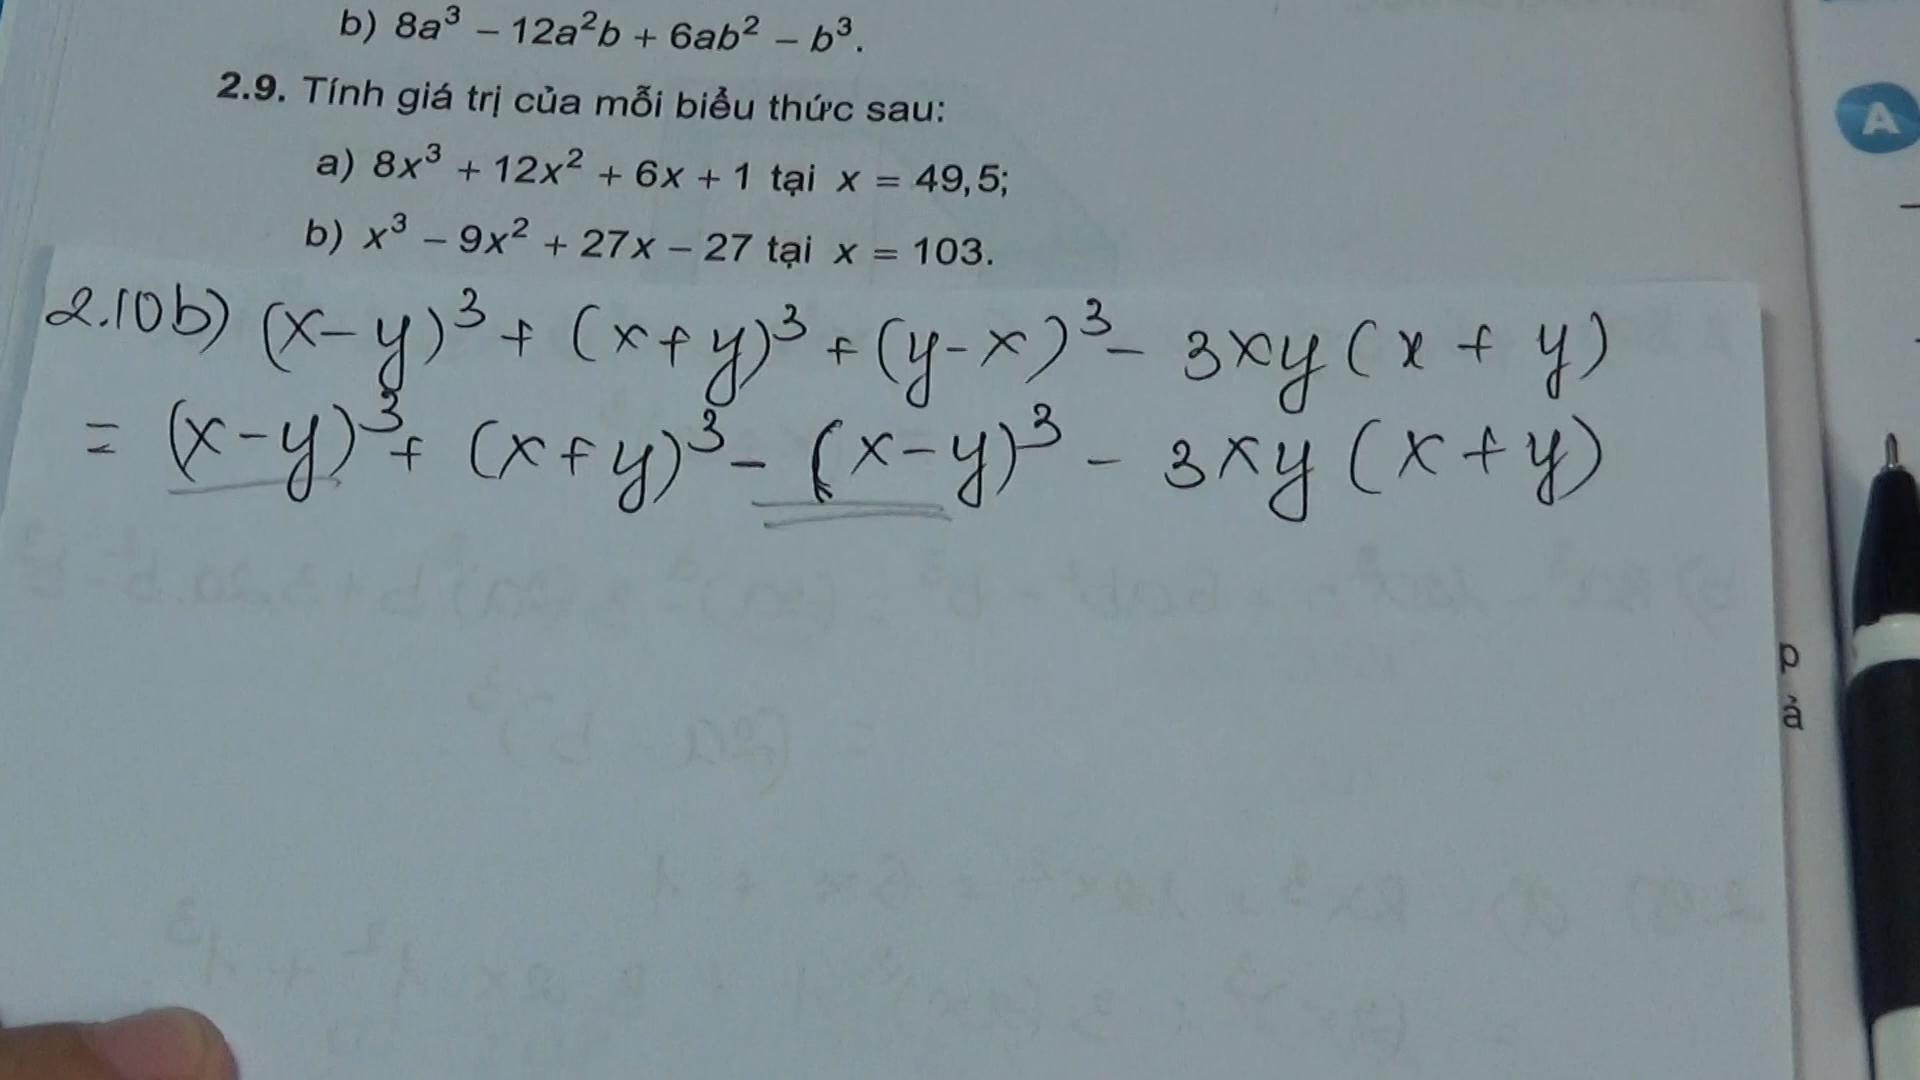 b) 8a³ − 12a²b + 6ab² − b³.
2.9. Tính giá trị của mỗi biểu thức sau:
a) 8x³ + 12x² + 6x + 1 tại x = 49,5;
b) x³ − 9x² + 27x − 27 tại x = 103.
2.10b) (x−y)³ + (x+y)³ + (y−x)³ − 3xy(x+y)
= (x−y)³ + (x+y)³ − (x−y)³ − 3xy(x+y)
A
p
à